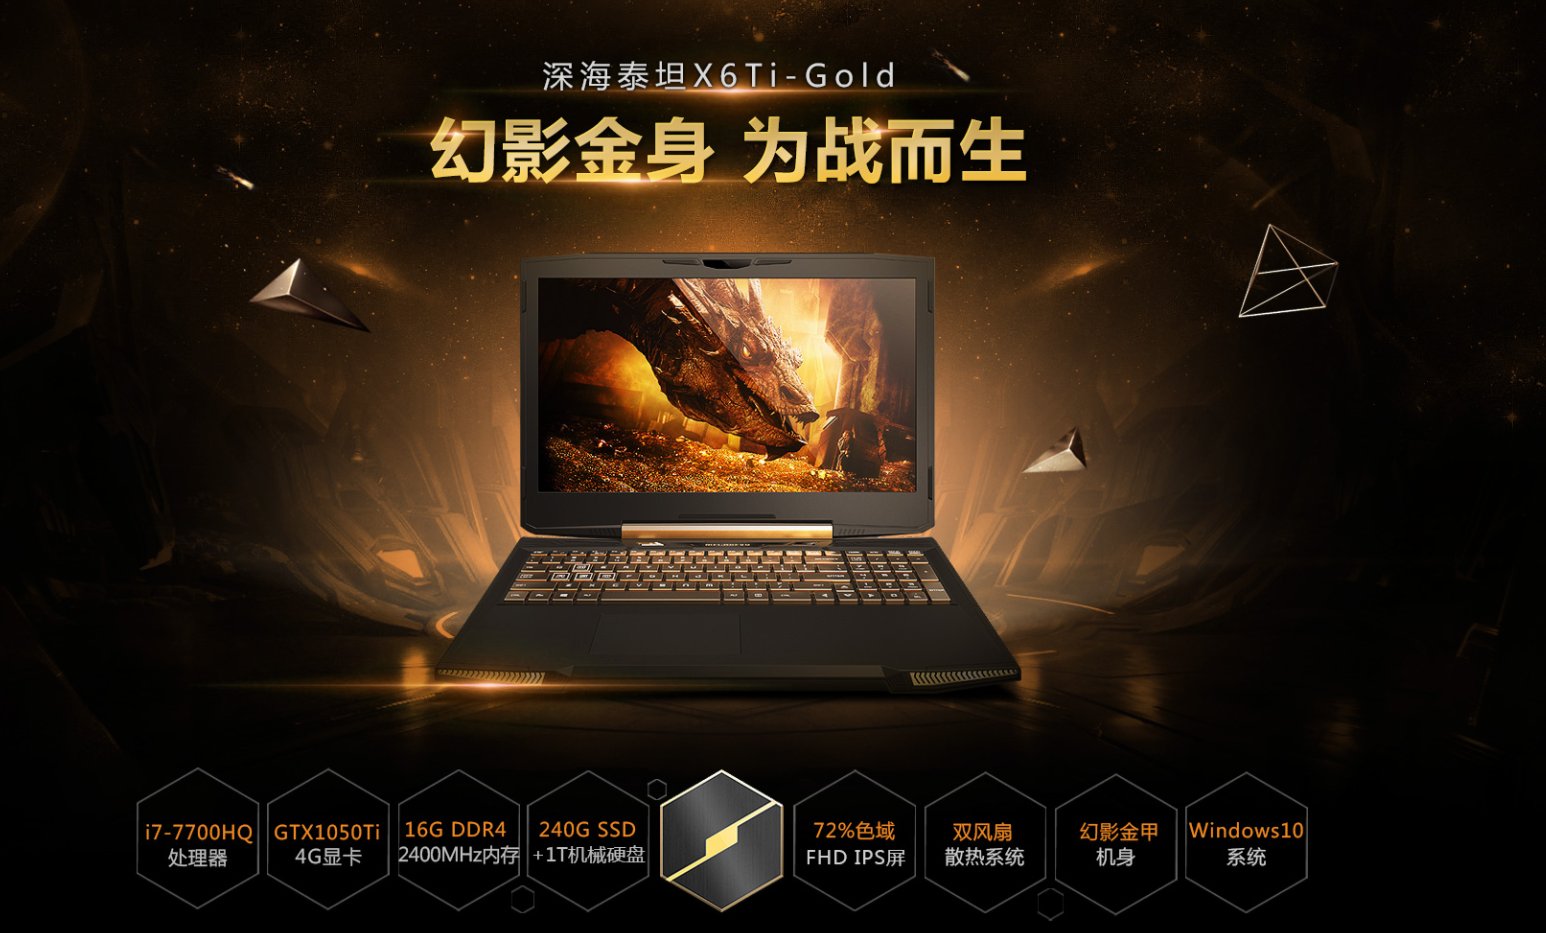 深海泰坦X6Ti-Gold
幻影金身 为战而生
i7-7700HQ
处理器
GTX1050Ti
4G显卡
16G DDR4
2400MHz内存
240G SSD
+1T机械硬盘
72%色域
FHD IPS屏
双风扇
散热系统
幻影金甲
机身
Windows10
系统